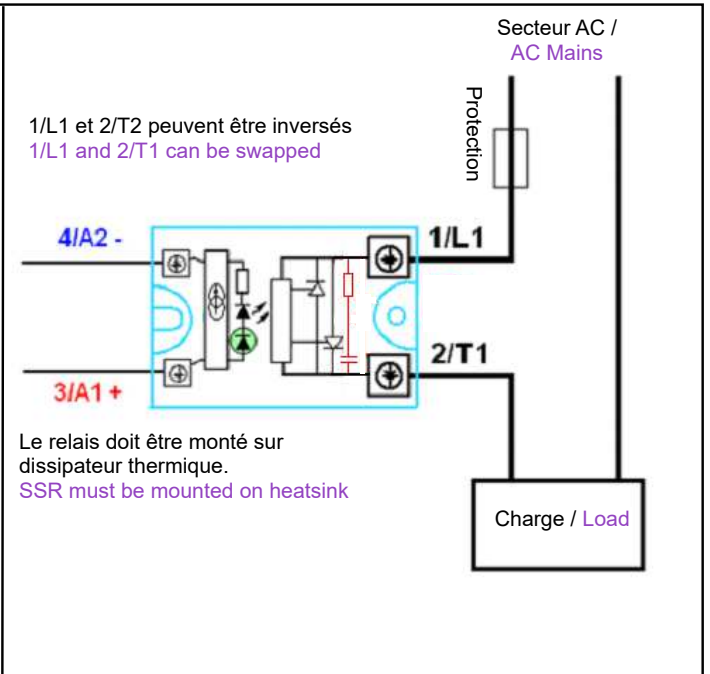 Secteur AC /
AC Mains
Protection
1/L1 et 2/T2 peuvent être inversés
1/L1 and 2/T1 can be swapped
4/A2 -
1/L1
3/A1 +
2/T1
Le relais doit être monté sur
dissipateur thermique.
SSR must be mounted on heatsink
Charge / Load